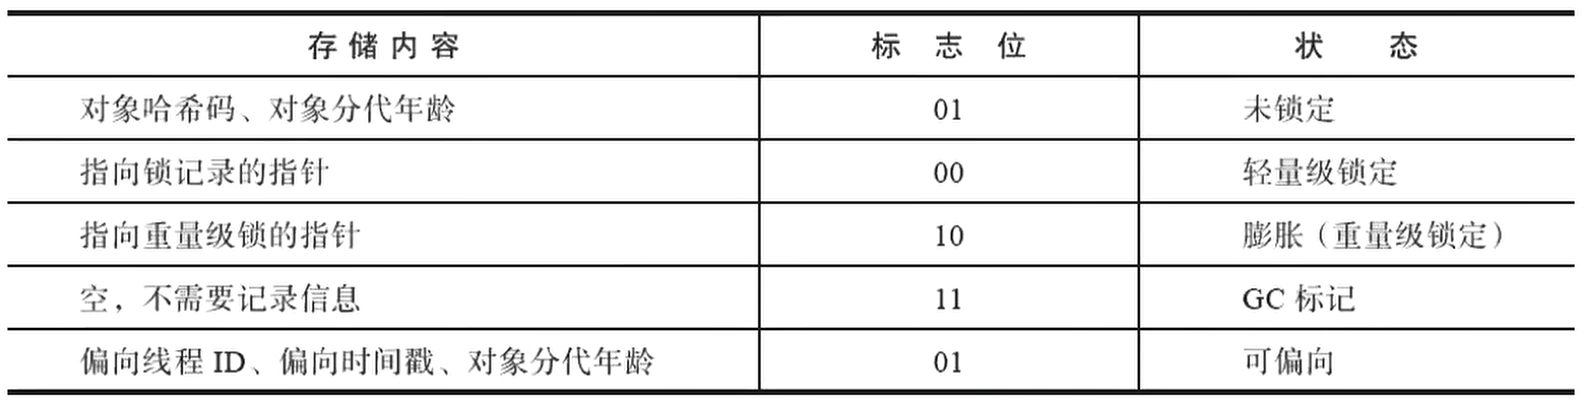 存储内容 标志位 状态
对象哈希码、对象分代年龄 01 未锁定
指向锁记录的指针 00 轻量级锁定
指向重量级锁的指针 10 膨胀（重量级锁定）
空，不需要记录信息 11 GC 标记
偏向线程 ID、偏向时间戳、对象分代年龄 01 可偏向